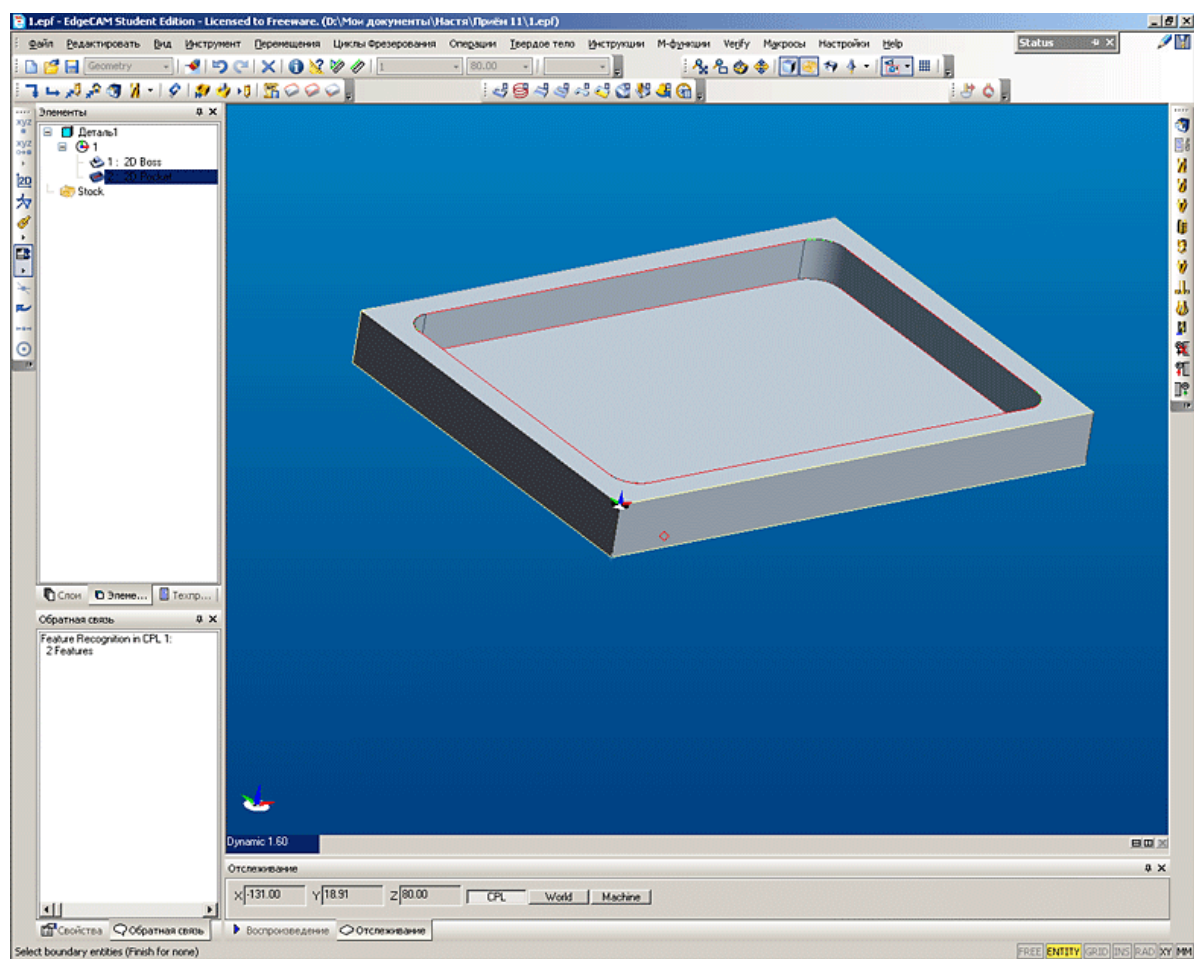 1.epf - EdgeCAM Student Edition - Licensed to Freeware. (D:\Мои документы\Настя\Приём 11\1.epf)
Файл Редактировать Вид Инструмент Перемещения Циклы Фрезерования Операции Твердое тело Инструкции М-функции Verify Макросы Настройки Help
Status
Geometry 1 80.00
Элементы
xyz
xyz
2D
Деталь1
1
1 : 2D Boss
2 : 2D Pocket
Stock
Слои Элеме... Техпр...
Обратная связь
Feature Recognition in CPL 1:
2 Features
Dynamic 1.60
Отслеживание
X -131.00 Y 18.91 Z 80.00 CPL World Machine
Свойства Обратная связь Воспроизведение Отслеживание
Select boundary entities (Finish for none)
FREE ENTITY GRID INS RAD XY MM